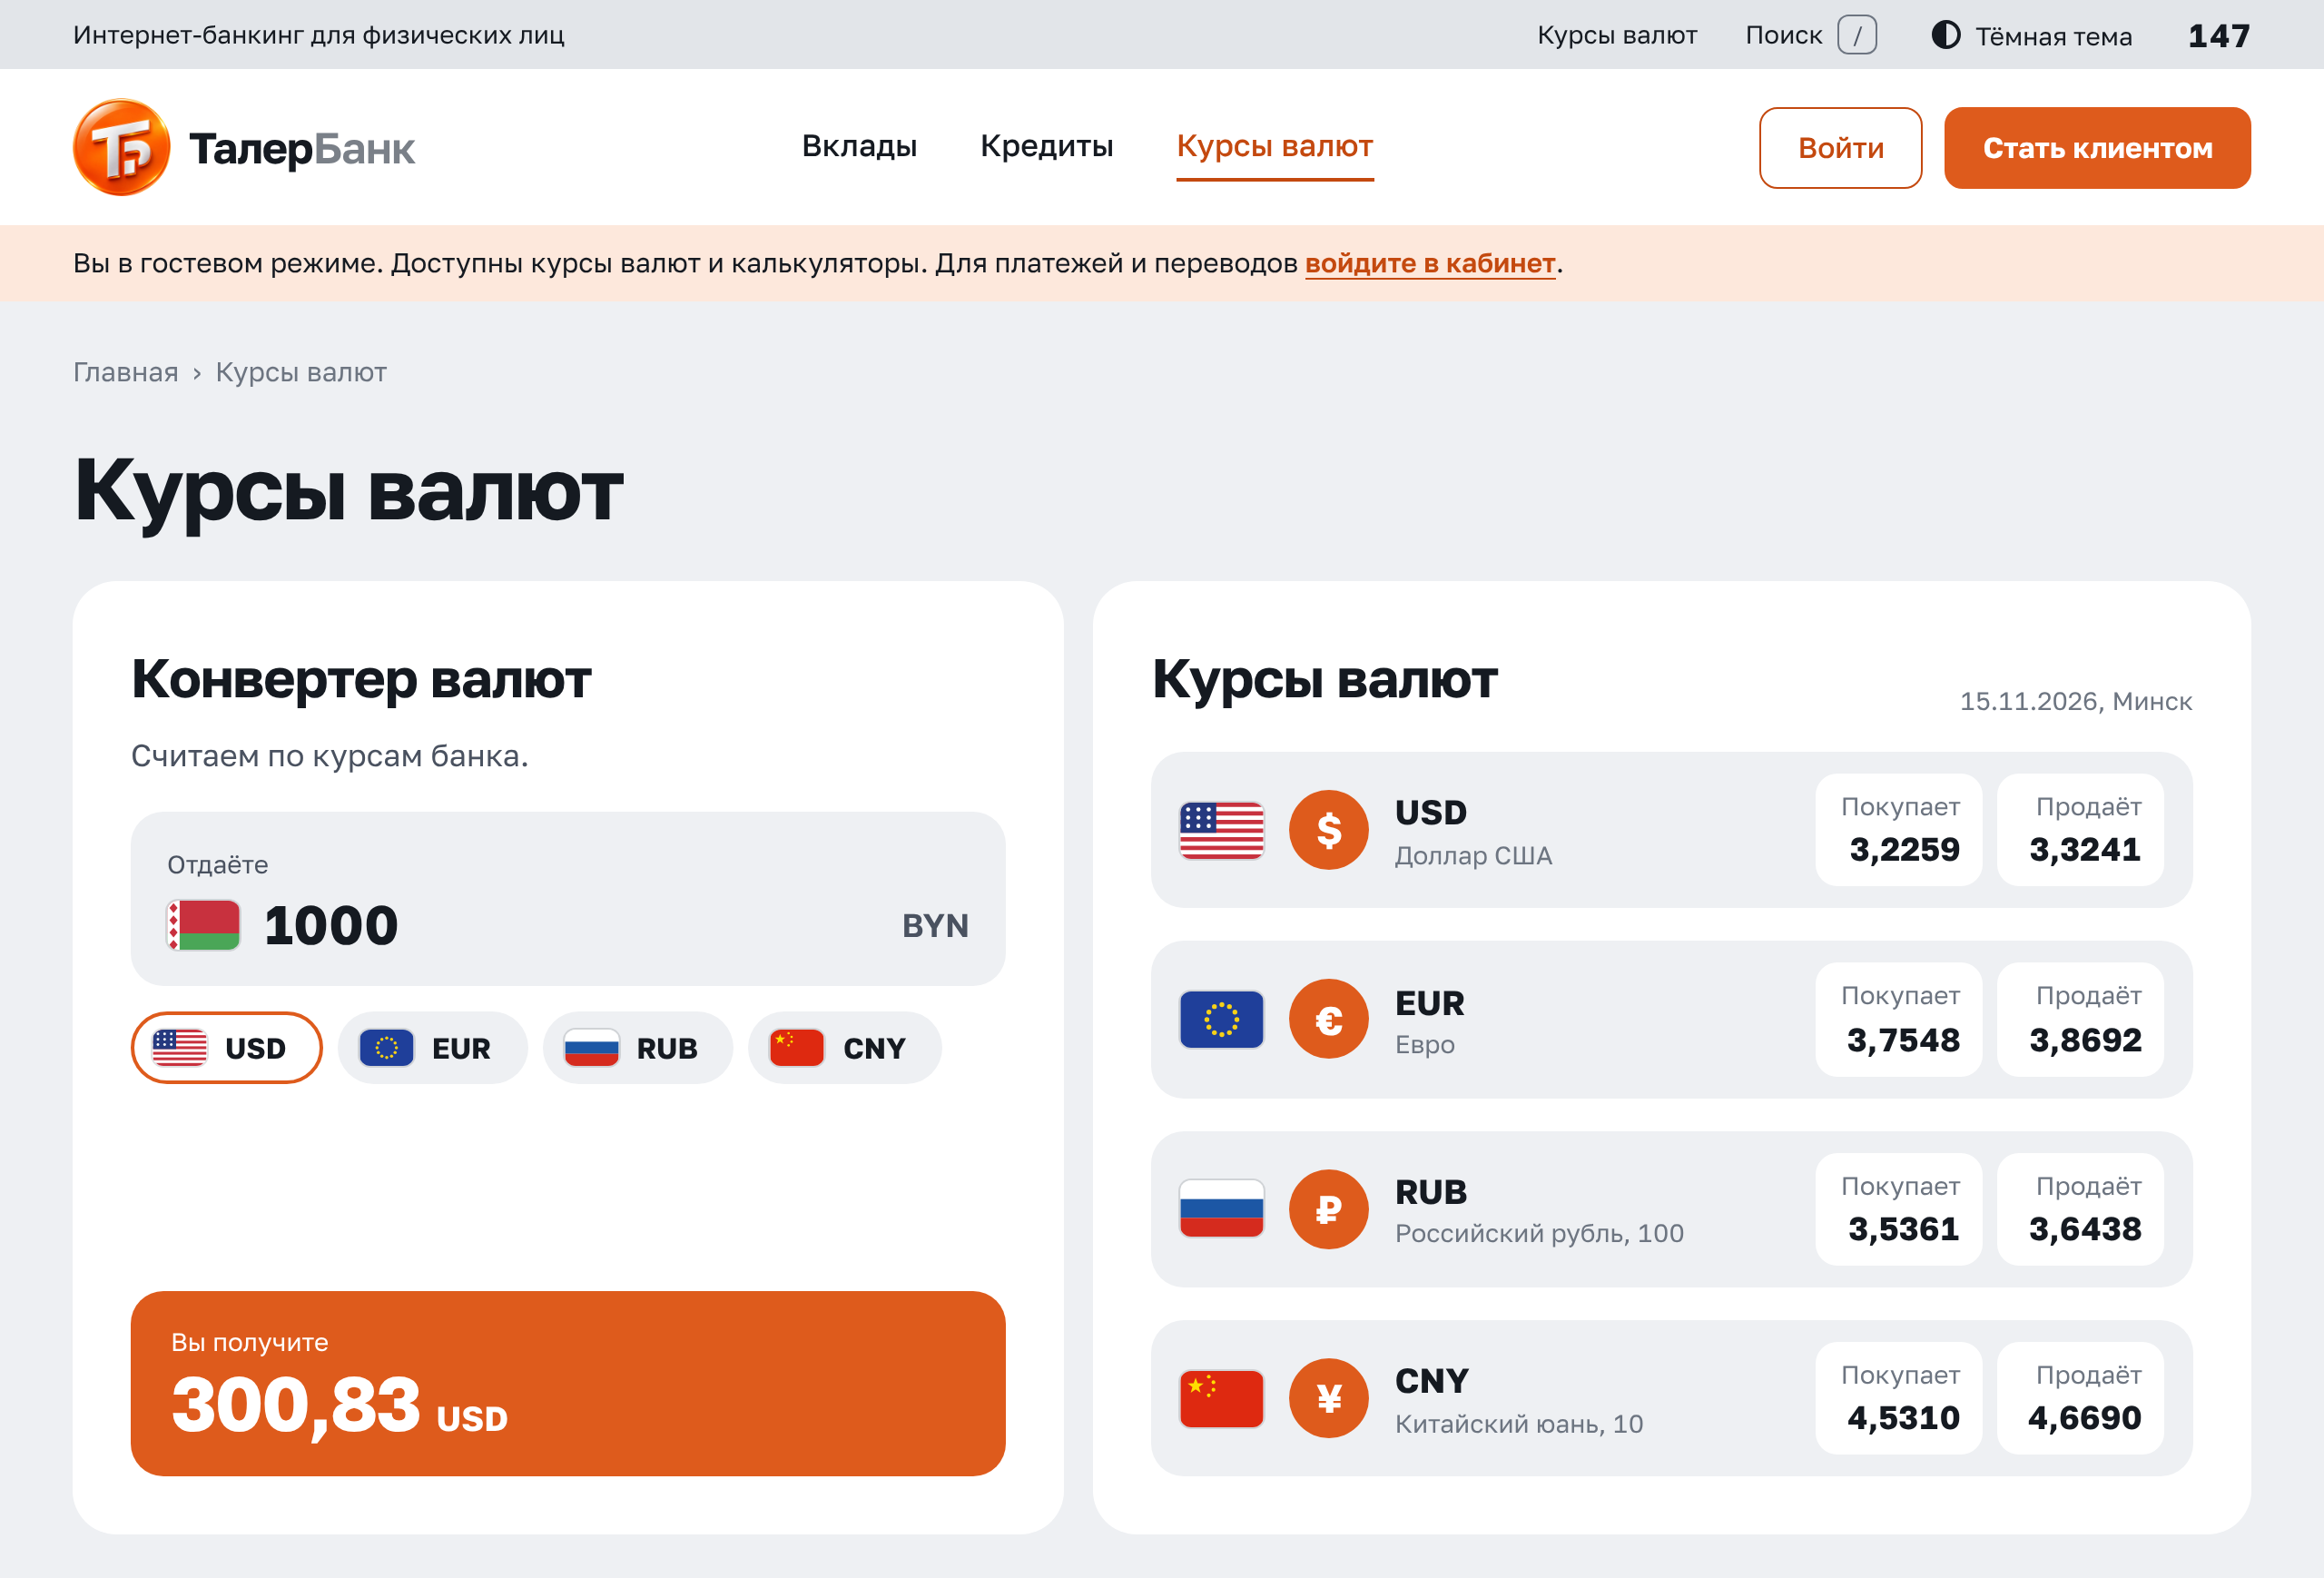 Интернет-банкинг для физических лиц
Курсы валют
Поиск /
Тёмная тема
147
ТБ
ТалерБанк
Вклады
Кредиты
Курсы валют
Войти
Стать клиентом
Вы в гостевом режиме. Доступны курсы валют и калькуляторы. Для платежей и переводов войдите в кабинет.
Главная › Курсы валют
Курсы валют
Конвертер валют
Считаем по курсам банка.
Отдаёте
1000 BYN
USD
EUR
RUB
CNY
Вы получите
300,83 USD
Курсы валют
15.11.2026, Минск
$
USD
Доллар США
Покупает
3,2259
Продаёт
3,3241
€
EUR
Евро
Покупает
3,7548
Продаёт
3,8692
₽
RUB
Российский рубль, 100
Покупает
3,5361
Продаёт
3,6438
¥
CNY
Китайский юань, 10
Покупает
4,5310
Продаёт
4,6690